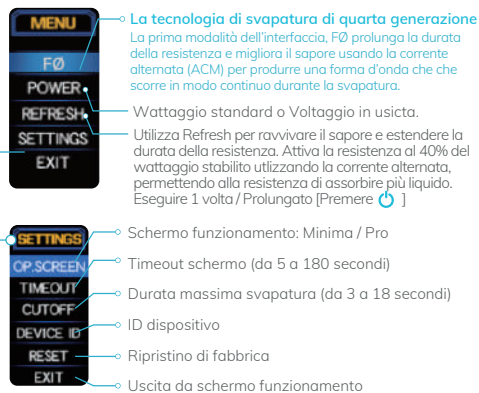 MENU
FØ
POWER
REFRESH
SETTINGS
EXIT
La tecnologia di svapatura di quarta generazione
La prima modalità dell'interfaccia, FØ prolunga la durata
della resistenza e migliora il sapore usando la corrente
alternata (ACM) per produrre una forma d'onda che che
scorre in modo continuo durante la svapatura.
Wattaggio standard o Voltaggio in usicta.
Utilizza Refresh per ravvivare il sapore e estendere la
durata della resistenza. Attiva la resistenza al 40% del
wattaggio stabilito utlizzando la corrente alternata,
permettendo alla resistenza di assorbire più liquido.
Eseguire 1 volta / Prolungato [Premere ]
SETTINGS
OP.SCREEN
TIMEOUT
CUTOFF
DEVICE ID
RESET
EXIT
Schermo funzionamento: Minima / Pro
Timeout schermo (da 5 a 180 secondi)
Durata massima svapatura (da 3 a 18 secondi)
ID dispositivo
Ripristino di fabbrica
Uscita da schermo funzionamento